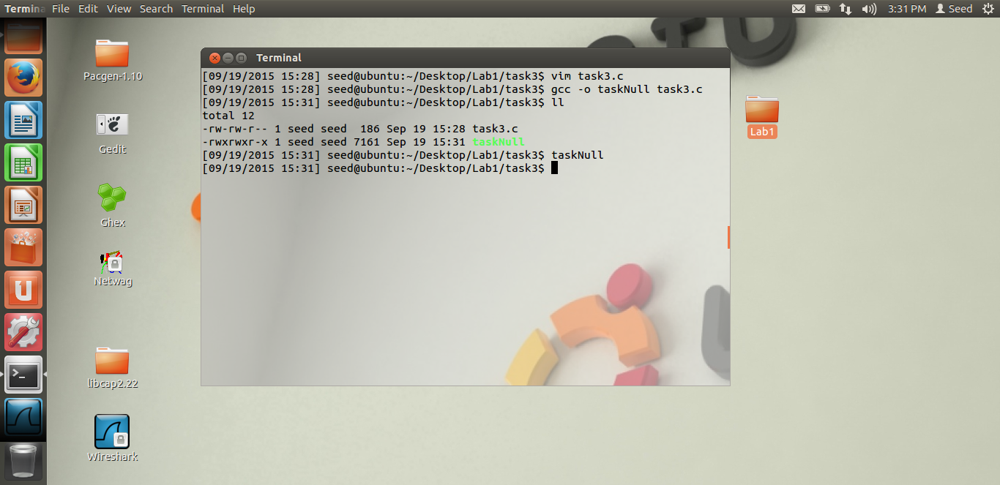 Termina File Edit View Search Terminal Help 3:31 PM Seed
Pacgen-1.10
Gedit
Ghex
Netwag
libcap2.22
Wireshark
Terminal
[09/19/2015 15:28] seed@ubuntu:~/Desktop/Lab1/task3$ vim task3.c
[09/19/2015 15:28] seed@ubuntu:~/Desktop/Lab1/task3$ gcc -o taskNull task3.c
[09/19/2015 15:31] seed@ubuntu:~/Desktop/Lab1/task3$ ll
total 12
-rw-rw-r-- 1 seed seed  186 Sep 19 15:28 task3.c
-rwxrwxr-x 1 seed seed 7161 Sep 19 15:31 taskNull
[09/19/2015 15:31] seed@ubuntu:~/Desktop/Lab1/task3$ taskNull
[09/19/2015 15:31] seed@ubuntu:~/Desktop/Lab1/task3$
Lab1